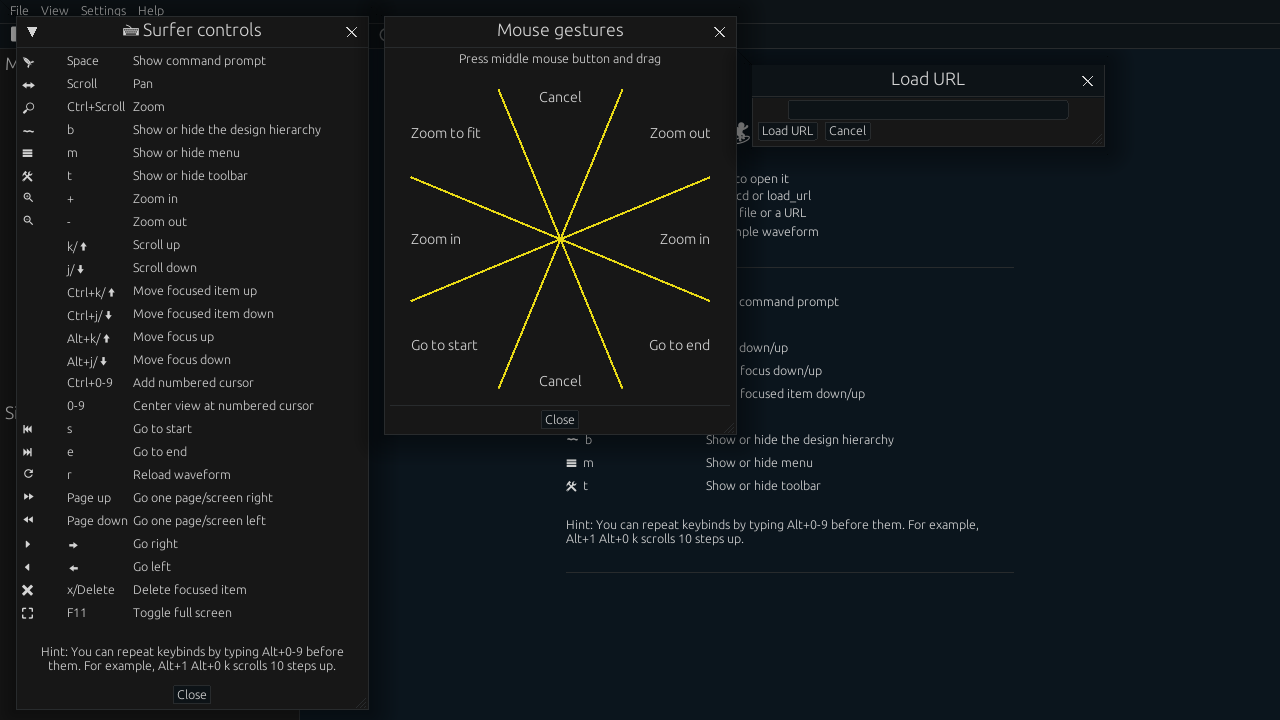 File View Settings Help
Surfer controls
Space Show command prompt
Scroll Pan
Ctrl+Scroll Zoom
b Show or hide the design hierarchy
m Show or hide menu
t Show or hide toolbar
+ Zoom in
- Zoom out
k/ Scroll up
j/ Scroll down
Ctrl+k/ Move focused item up
Ctrl+j/ Move focused item down
Alt+k/ Move focus up
Alt+j/ Move focus down
Ctrl+0-9 Add numbered cursor
0-9 Center view at numbered cursor
s Go to start
e Go to end
r Reload waveform
Page up Go one page/screen right
Page down Go one page/screen left
Go right
Go left
x/Delete Delete focused item
F11 Toggle full screen
Hint: You can repeat keybinds by typing Alt+0-9 before
them. For example, Alt+1 Alt+0 k scrolls 10 steps up.
Close
Mouse gestures
Press middle mouse button and drag
Cancel
Zoom to fit Zoom out
Zoom in Zoom in
Go to start Go to end
Cancel
Close
Load URL
Load URL Cancel
to open it
or load_url
file or a URL
waveform
command prompt
down/up
focus down/up
focused item down/up
b Show or hide the design hierarchy
m Show or hide menu
t Show or hide toolbar
Hint: You can repeat keybinds by typing Alt+0-9 before them. For example,
Alt+1 Alt+0 k scrolls 10 steps up.